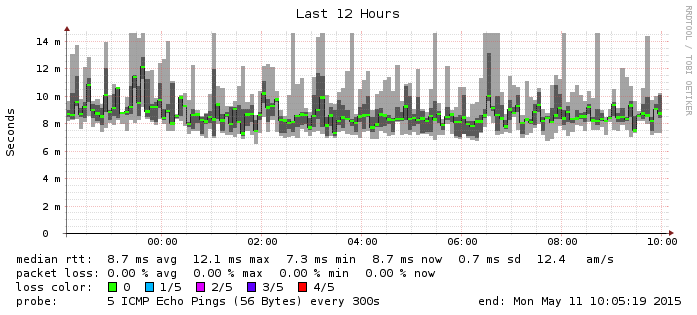 Last 12 Hours
RRDTOOL / TOBI OETIKER
Seconds
14 m
12 m
10 m
8 m
6 m
4 m
2 m
0
00:00 02:00 04:00 06:00 08:00 10:00
median rtt: 8.7 ms avg 12.1 ms max 7.3 ms min 8.7 ms now 0.7 ms sd 12.4 am/s
packet loss: 0.00 % avg 0.00 % max 0.00 % min 0.00 % now
loss color: 0 1/5 2/5 3/5 4/5
probe: 5 ICMP Echo Pings (56 Bytes) every 300s end: Mon May 11 10:05:19 2015